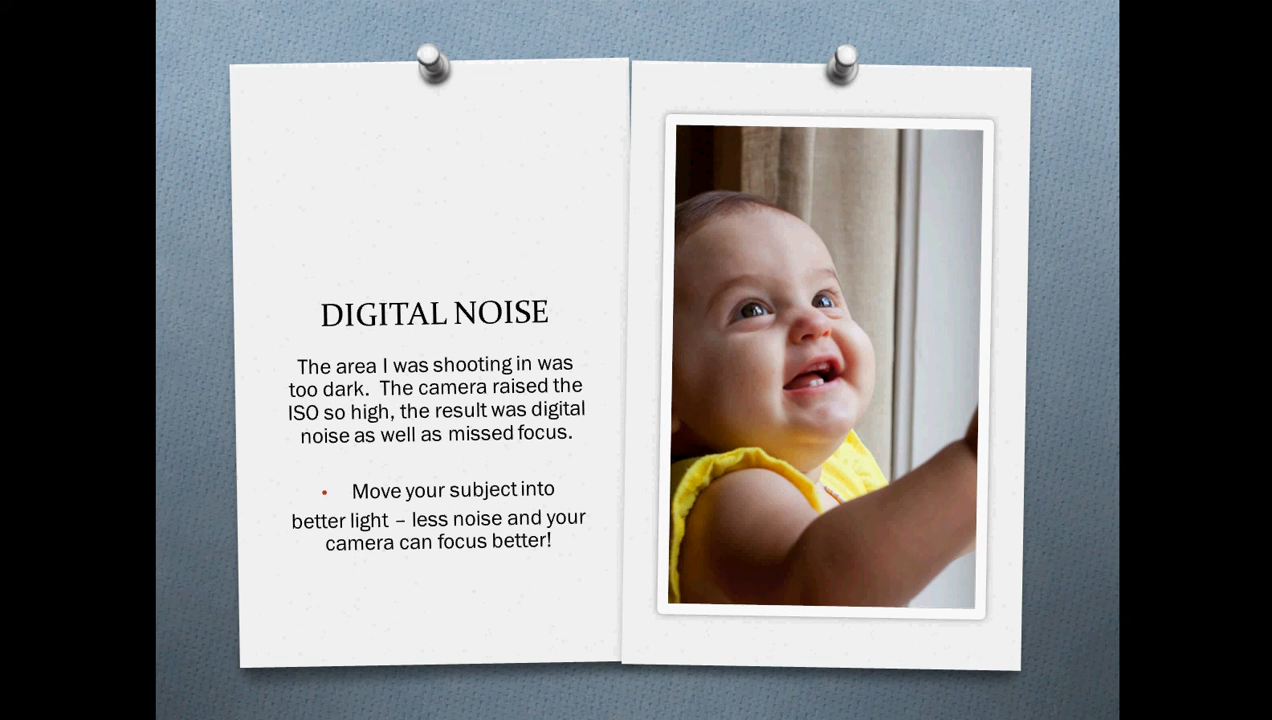 DIGITAL NOISE
The area I was shooting in was
too dark.  The camera raised the
ISO so high, the result was digital
noise as well as missed focus.
• Move your subject into
better light – less noise and your
camera can focus better!